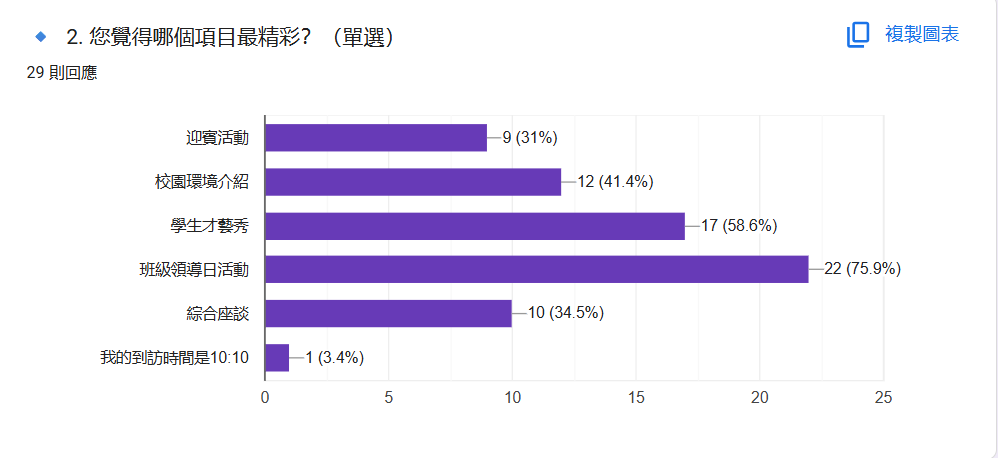 2. 您覺得哪個項目最精彩？（單選）
複製圖表
29 則回應
迎賓活動
9 (31%)
校園環境介紹
12 (41.4%)
學生才藝秀
17 (58.6%)
班級領導日活動
22 (75.9%)
綜合座談
10 (34.5%)
我的到訪時間是10:10
1 (3.4%)
0 5 10 15 20 25